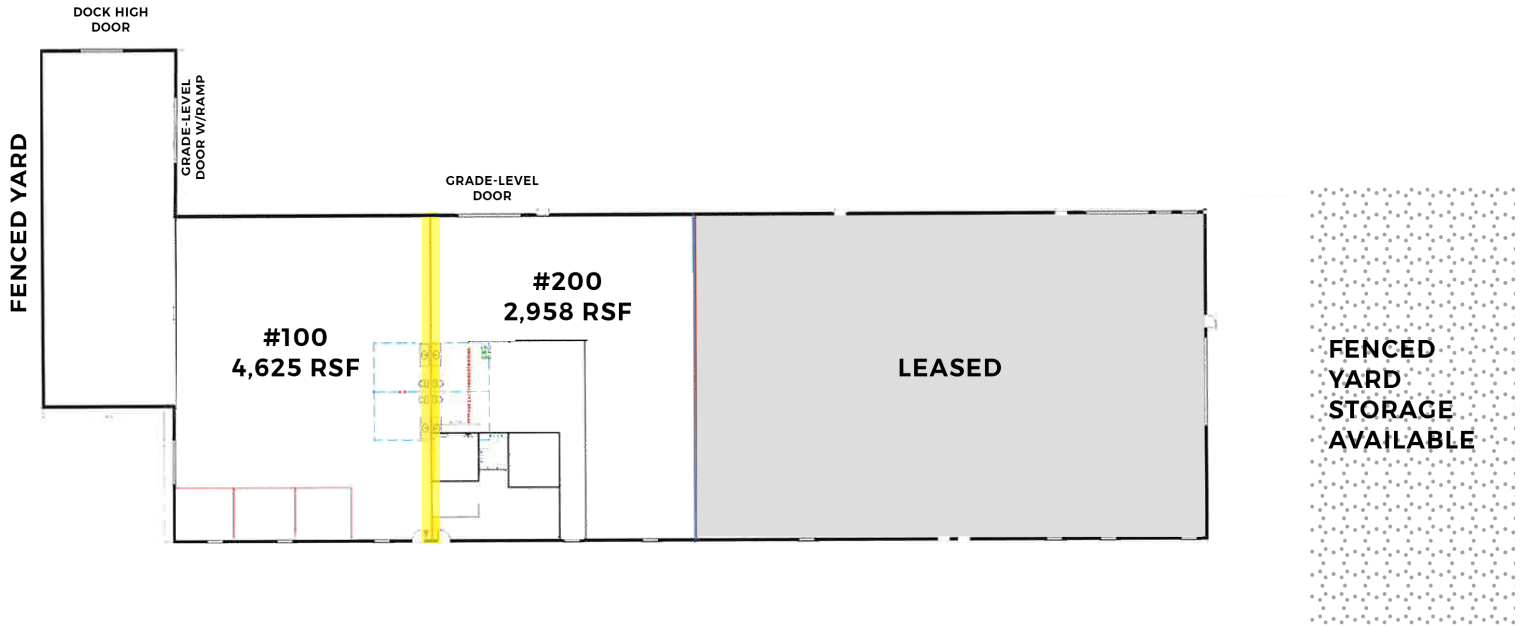 DOCK HIGH
DOOR
GRADE-LEVEL
DOOR W/RAMP
FENCED YARD
GRADE-LEVEL
DOOR
#200
2,958 RSF
#100
4,625 RSF
LEASED
FENCED
YARD
STORAGE
AVAILABLE